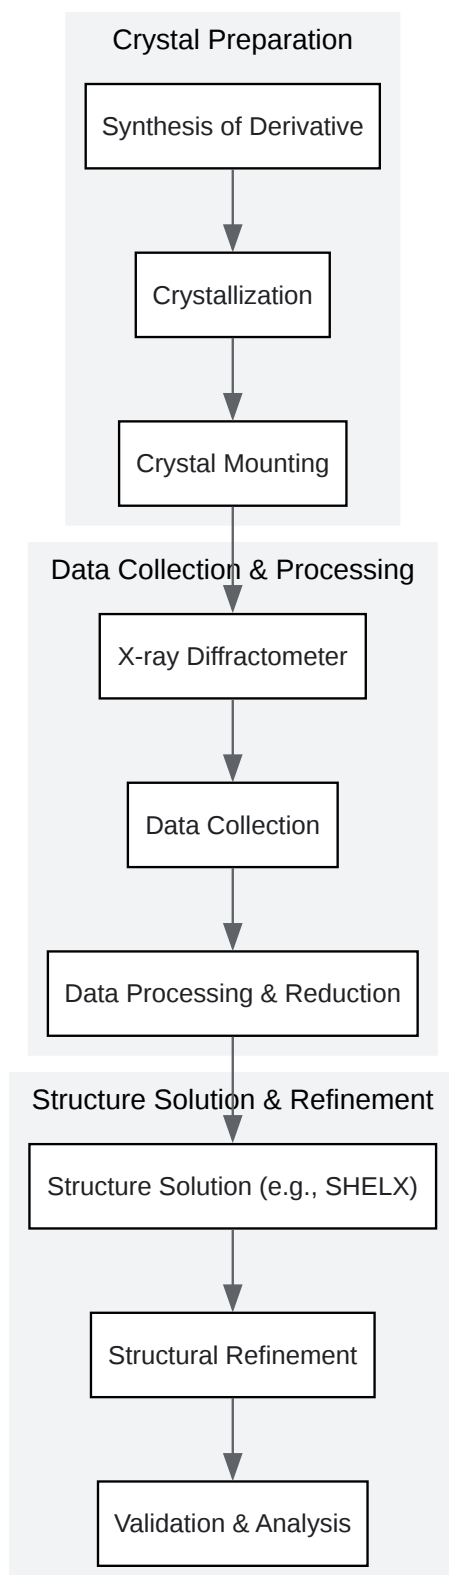 Crystal Preparation
Synthesis of Derivative
Crystallization
Crystal Mounting
Data Collection & Processing
X-ray Diffractometer
Data Collection
Data Processing & Reduction
Structure Solution & Refinement
Structure Solution (e.g., SHELX)
Structural Refinement
Validation & Analysis